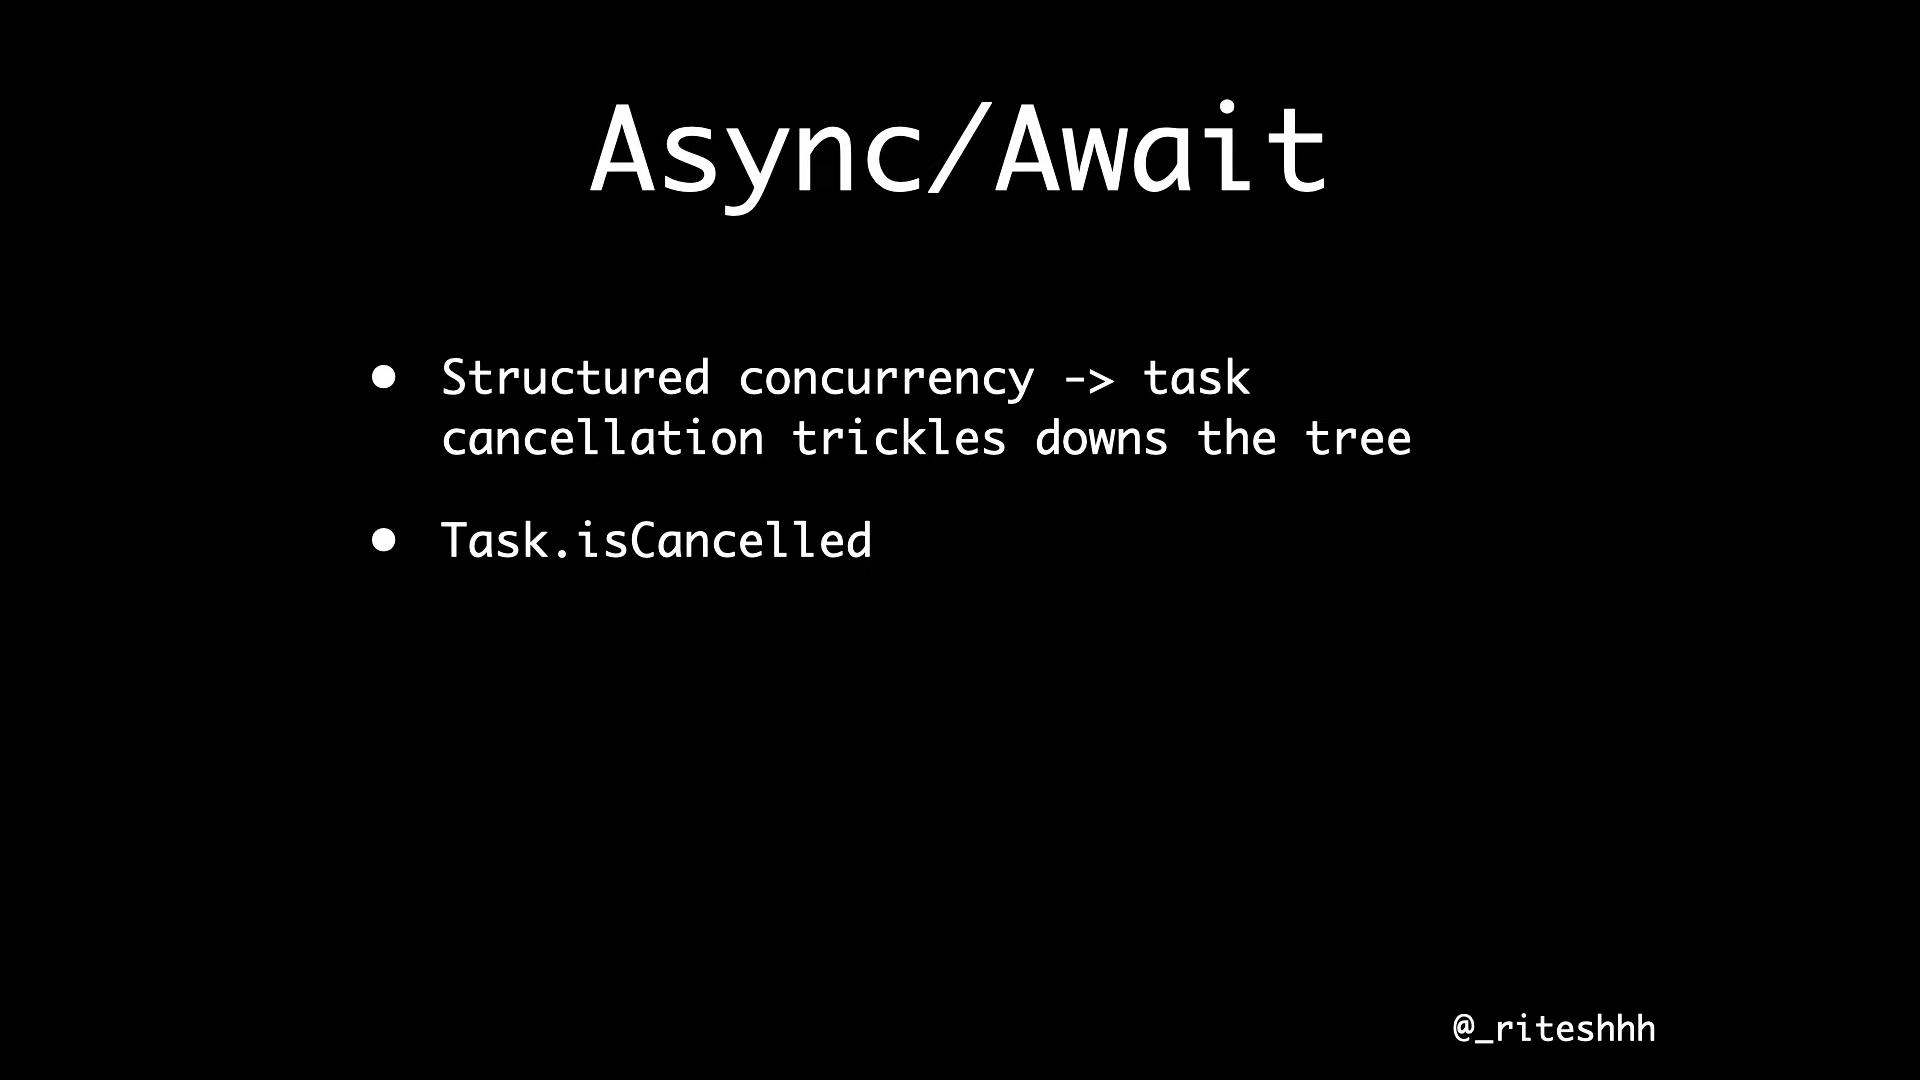 Async/Await
• Structured concurrency -> task
cancellation trickles downs the tree
• Task.isCancelled
@_riteshhh